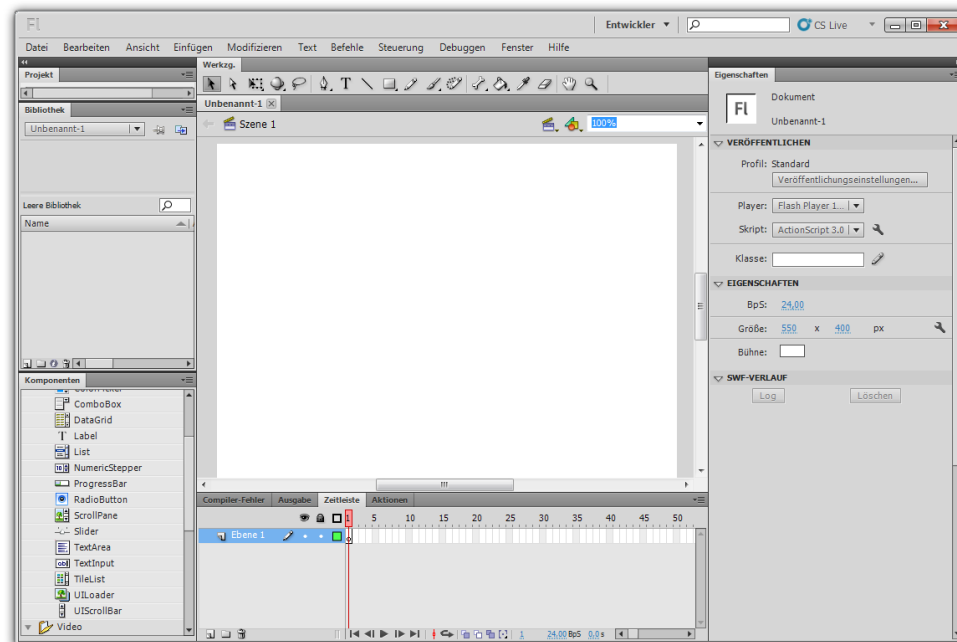 Fl Entwickler CS Live
Datei Bearbeiten Ansicht Einfügen Modifizieren Text Befehle Steuerung Debuggen Fenster Hilfe
Projekt
Bibliothek
Unbenannt-1
Leere Bibliothek
Name
Komponenten
ComboBox
DataGrid
Label
List
NumericStepper
ProgressBar
RadioButton
ScrollPane
Slider
TextArea
TextInput
TileList
UILoader
UIScrollBar
Video
Werkzg.
Unbenannt-1
Szene 1 100%
Compiler-Fehler Ausgabe Zeitleiste Aktionen
1 5 10 15 20 25 30 35 40 45 50
Ebene 1
1 24,00 BpS 0,0 s
Eigenschaften
Fl
Dokument
Unbenannt-1
VERÖFFENTLICHEN
Profil: Standard
Veröffentlichungseinstellungen...
Player: Flash Player 1...
Skript: ActionScript 3.0
Klasse:
EIGENSCHAFTEN
BpS: 24,00
Größe: 550 x 400 px
Bühne:
SWF-VERLAUF
Log Löschen